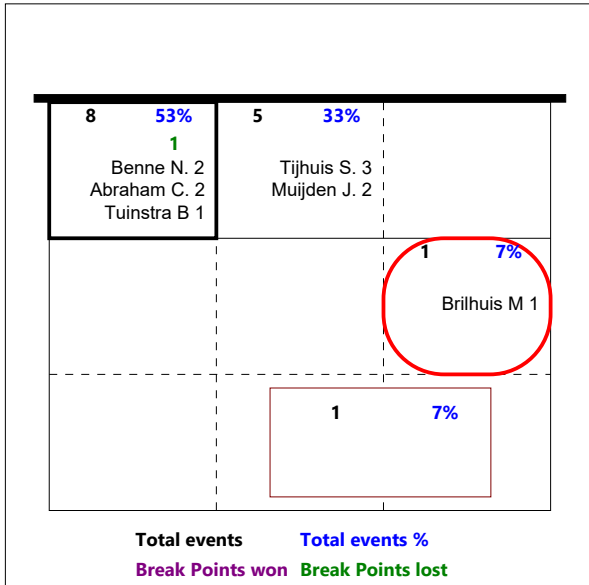 8 53% 5 33%
1
Benne N. 2 Tijhuis S. 3
Abraham C. 2 Muijden J. 2
Tuinstra B 1
1 7%
Brilhuis M 1
1 7%
Total events Total events %
Break Points won Break Points lost